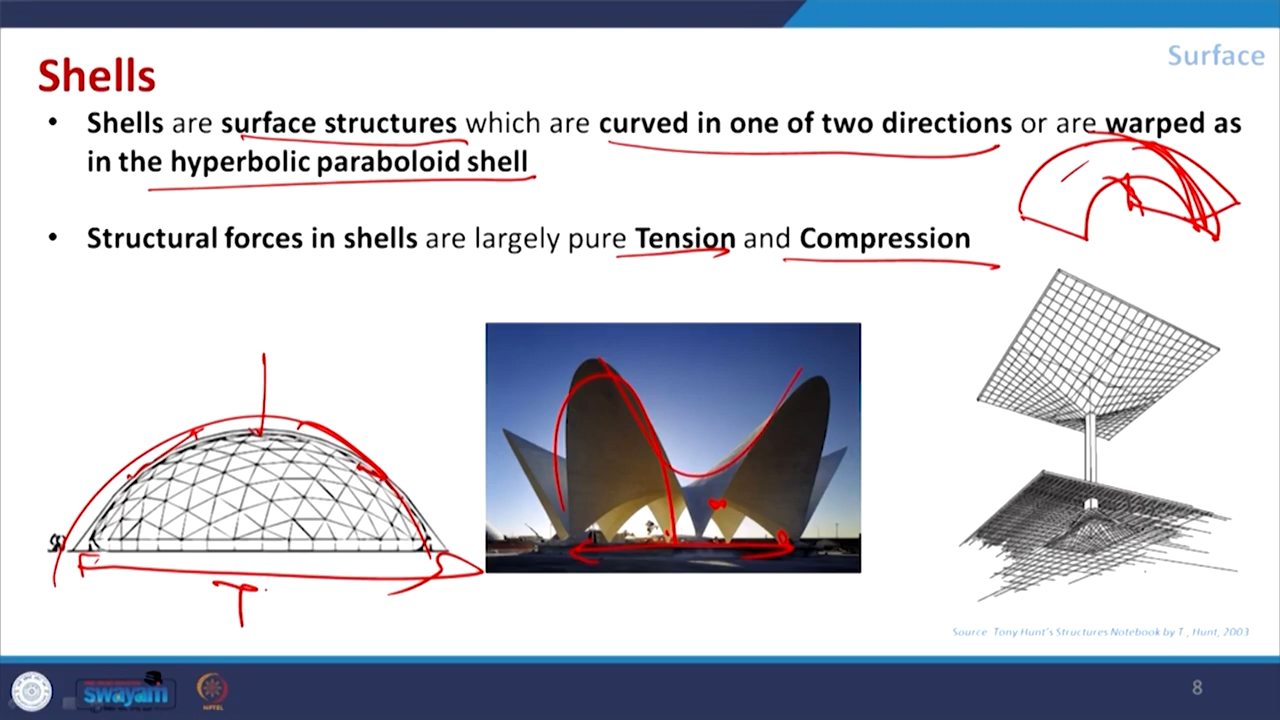 Surface
Shells
• Shells are surface structures which are curved in one of two directions or are warped as
in the hyperbolic paraboloid shell
• Structural forces in shells are largely pure Tension and Compression
T
Source: Tony Hunt's Structures Notebook by T., Hunt, 2003
swayam
NPTEL
8